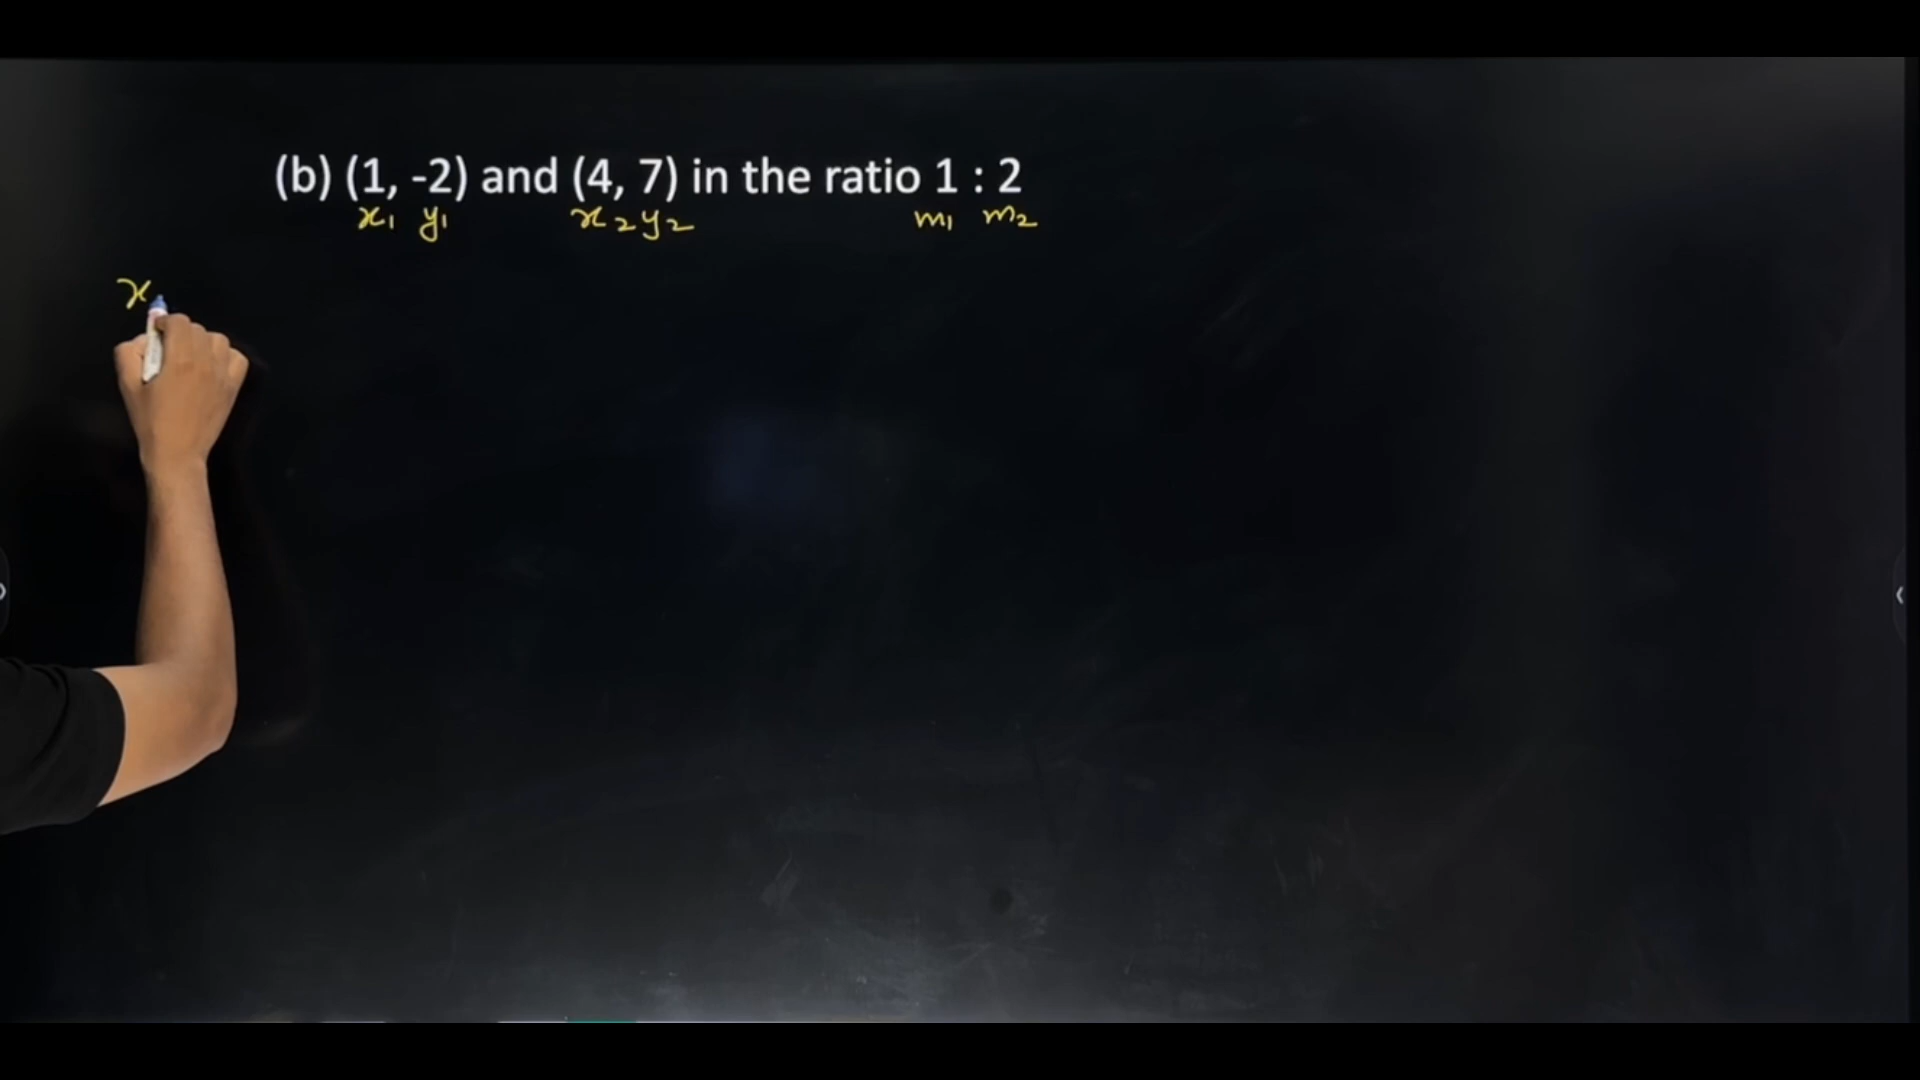 (b) (1, -2) and (4, 7) in the ratio 1 : 2
x₁ y₁ x₂ y₂ m₁ m₂
x